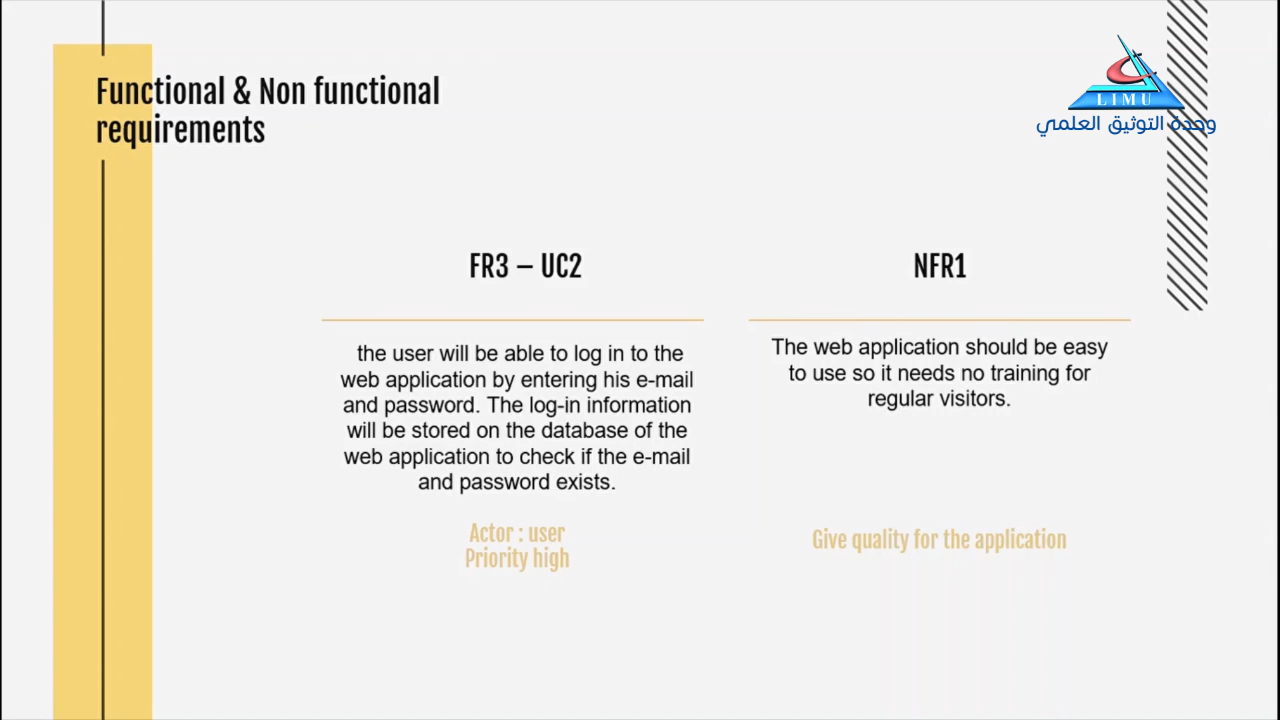 Functional & Non functional
requirements
LIMU
وحدة التوثيق العلمي
FR3 – UC2
the user will be able to log in to the
web application by entering his e-mail
and password. The log-in information
will be stored on the database of the
web application to check if the e-mail
and password exists.
Actor : user
Priority high
NFR1
The web application should be easy
to use so it needs no training for
regular visitors.
Give quality for the application